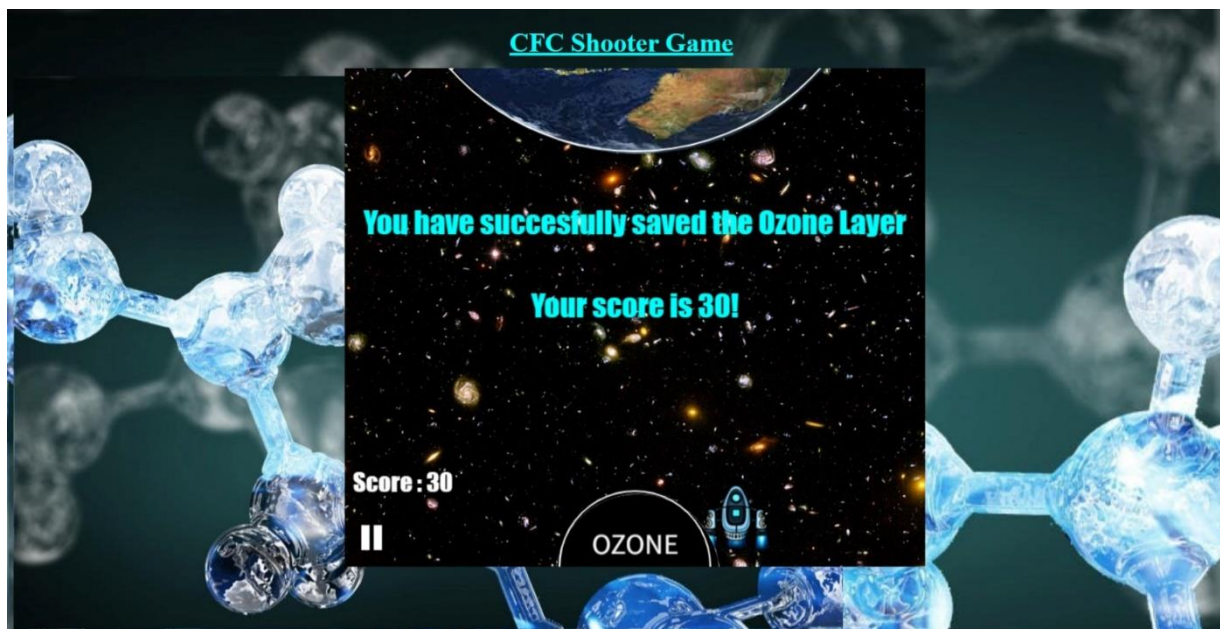 CFC Shooter Game
You have succesfully saved the Ozone Layer
Your score is 30!
Score : 30
OZONE